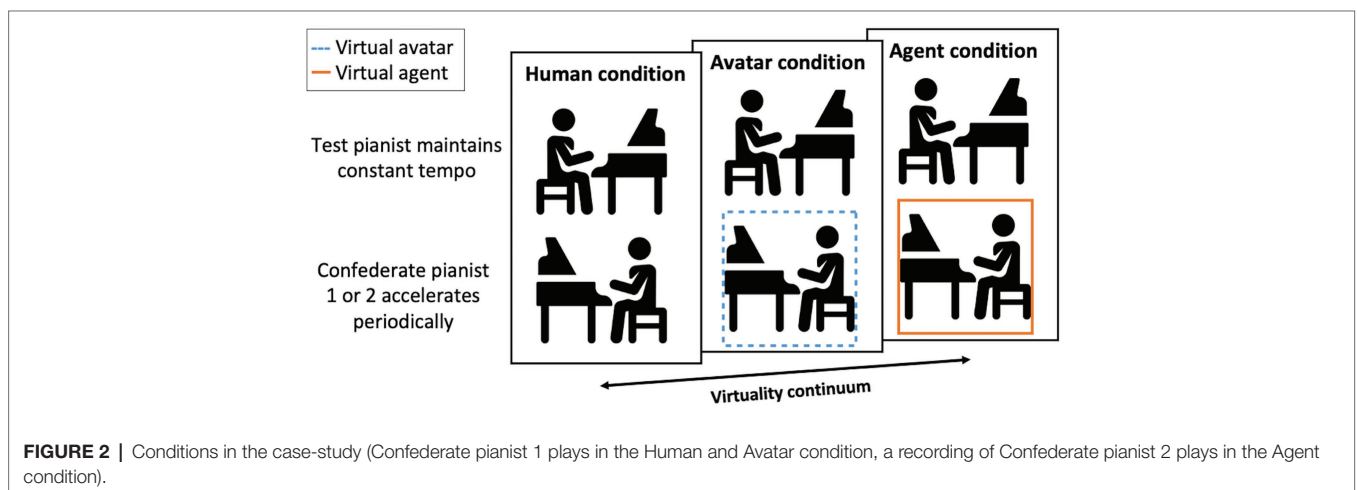 Virtual avatar
Virtual agent
Human condition
Avatar condition
Agent condition
Test pianist maintains
constant tempo
Confederate pianist
1 or 2 accelerates
periodically
Virtuality continuum
FIGURE 2 | Conditions in the case-study (Confederate pianist 1 plays in the Human and Avatar condition, a recording of Confederate pianist 2 plays in the Agent
condition).